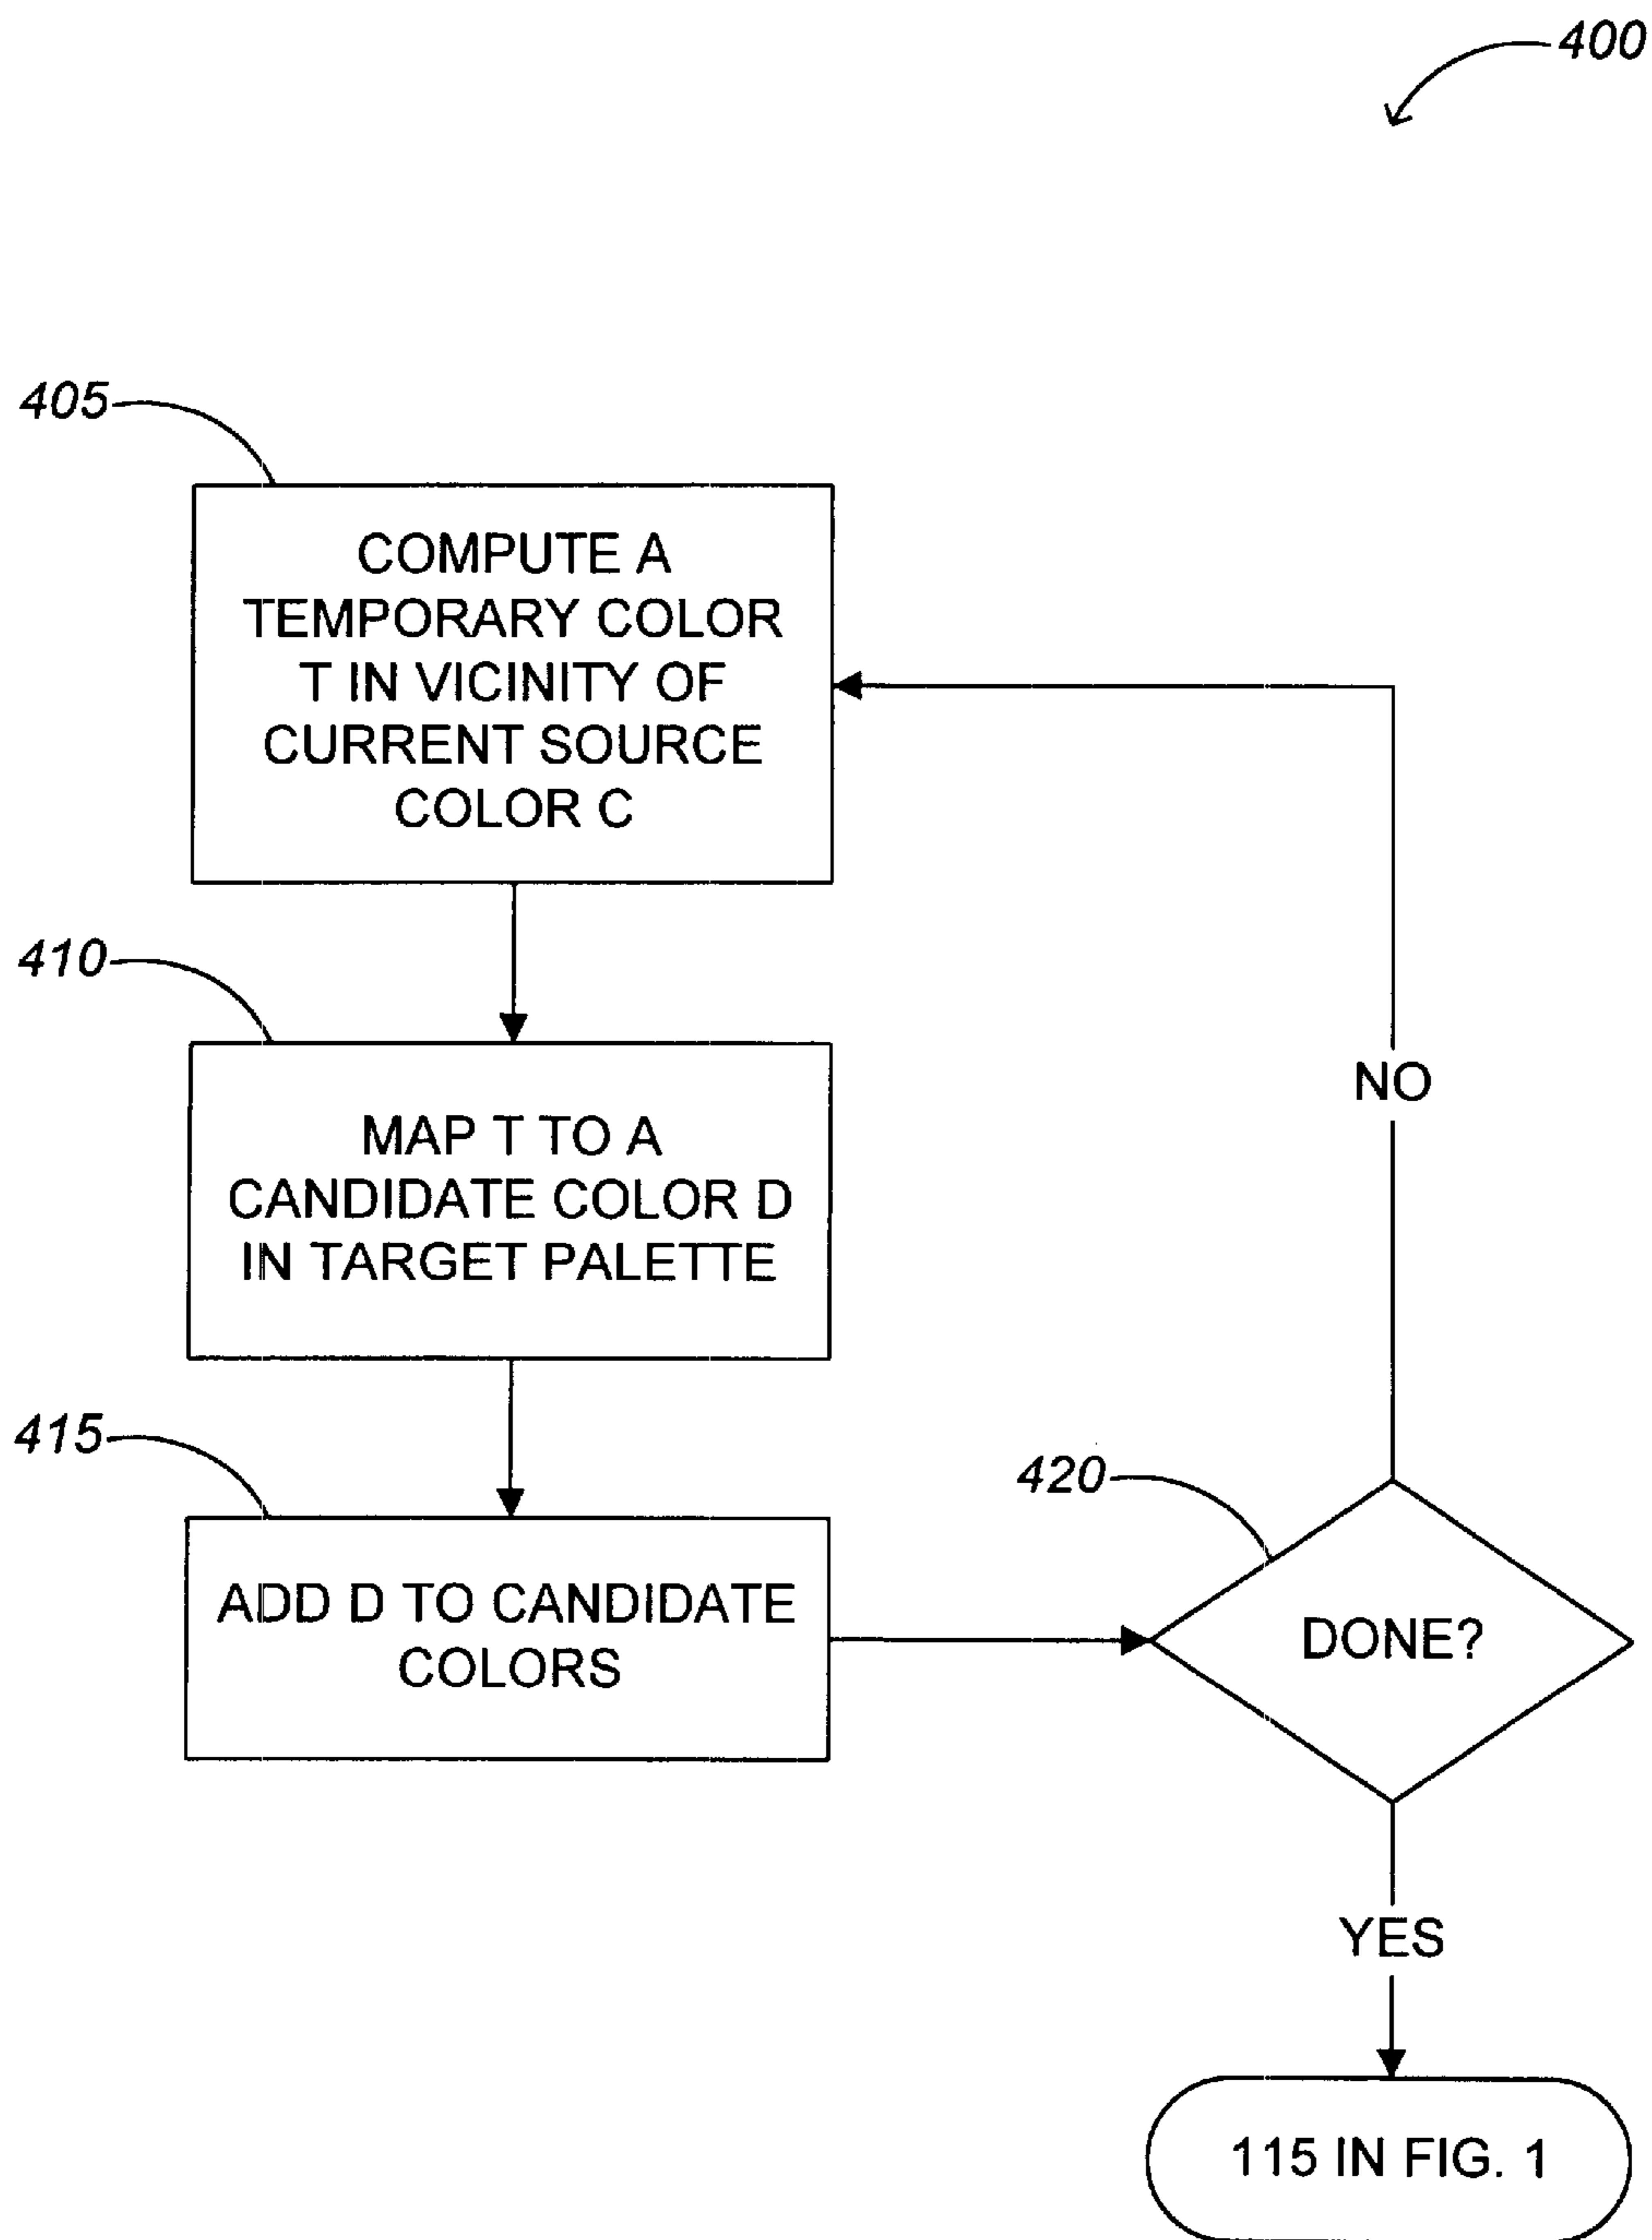 400
405
COMPUTE A
TEMPORARY COLOR
T IN VICINITY OF
CURRENT SOURCE
COLOR C
410
MAP T TO A
CANDIDATE COLOR D
IN TARGET PALETTE
NO
415
ADD D TO CANDIDATE
COLORS
420
DONE?
YES
115 IN FIG. 1